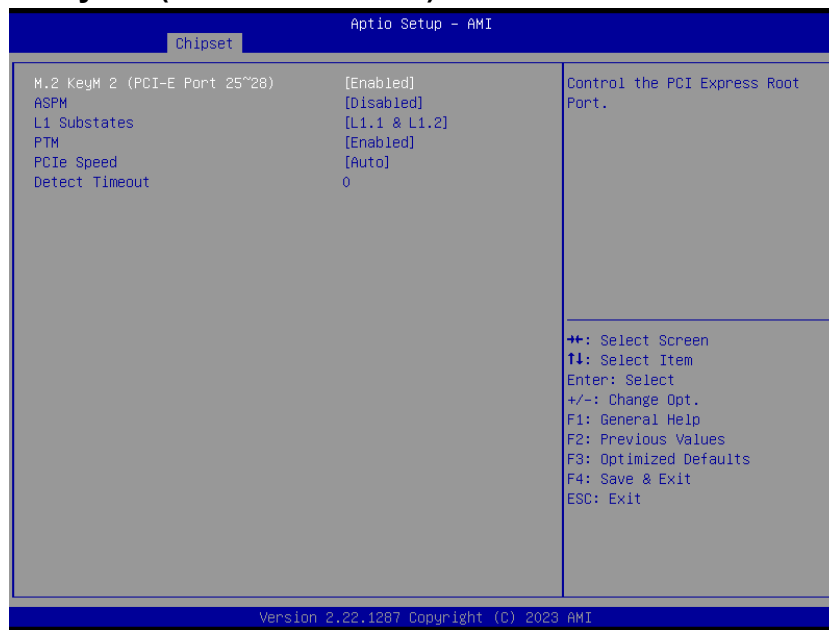 Aptio Setup – AMI
Chipset
M.2 KeyM 2 (PCI-E Port 25~28) [Enabled]
ASPM [Disabled]
L1 Substates [L1.1 & L1.2]
PTM [Enabled]
PCIe Speed [Auto]
Detect Timeout 0
Control the PCI Express Root
Port.
→←: Select Screen
↑↓: Select Item
Enter: Select
+/-: Change Opt.
F1: General Help
F2: Previous Values
F3: Optimized Defaults
F4: Save & Exit
ESC: Exit
Version 2.22.1287 Copyright (C) 2023 AMI